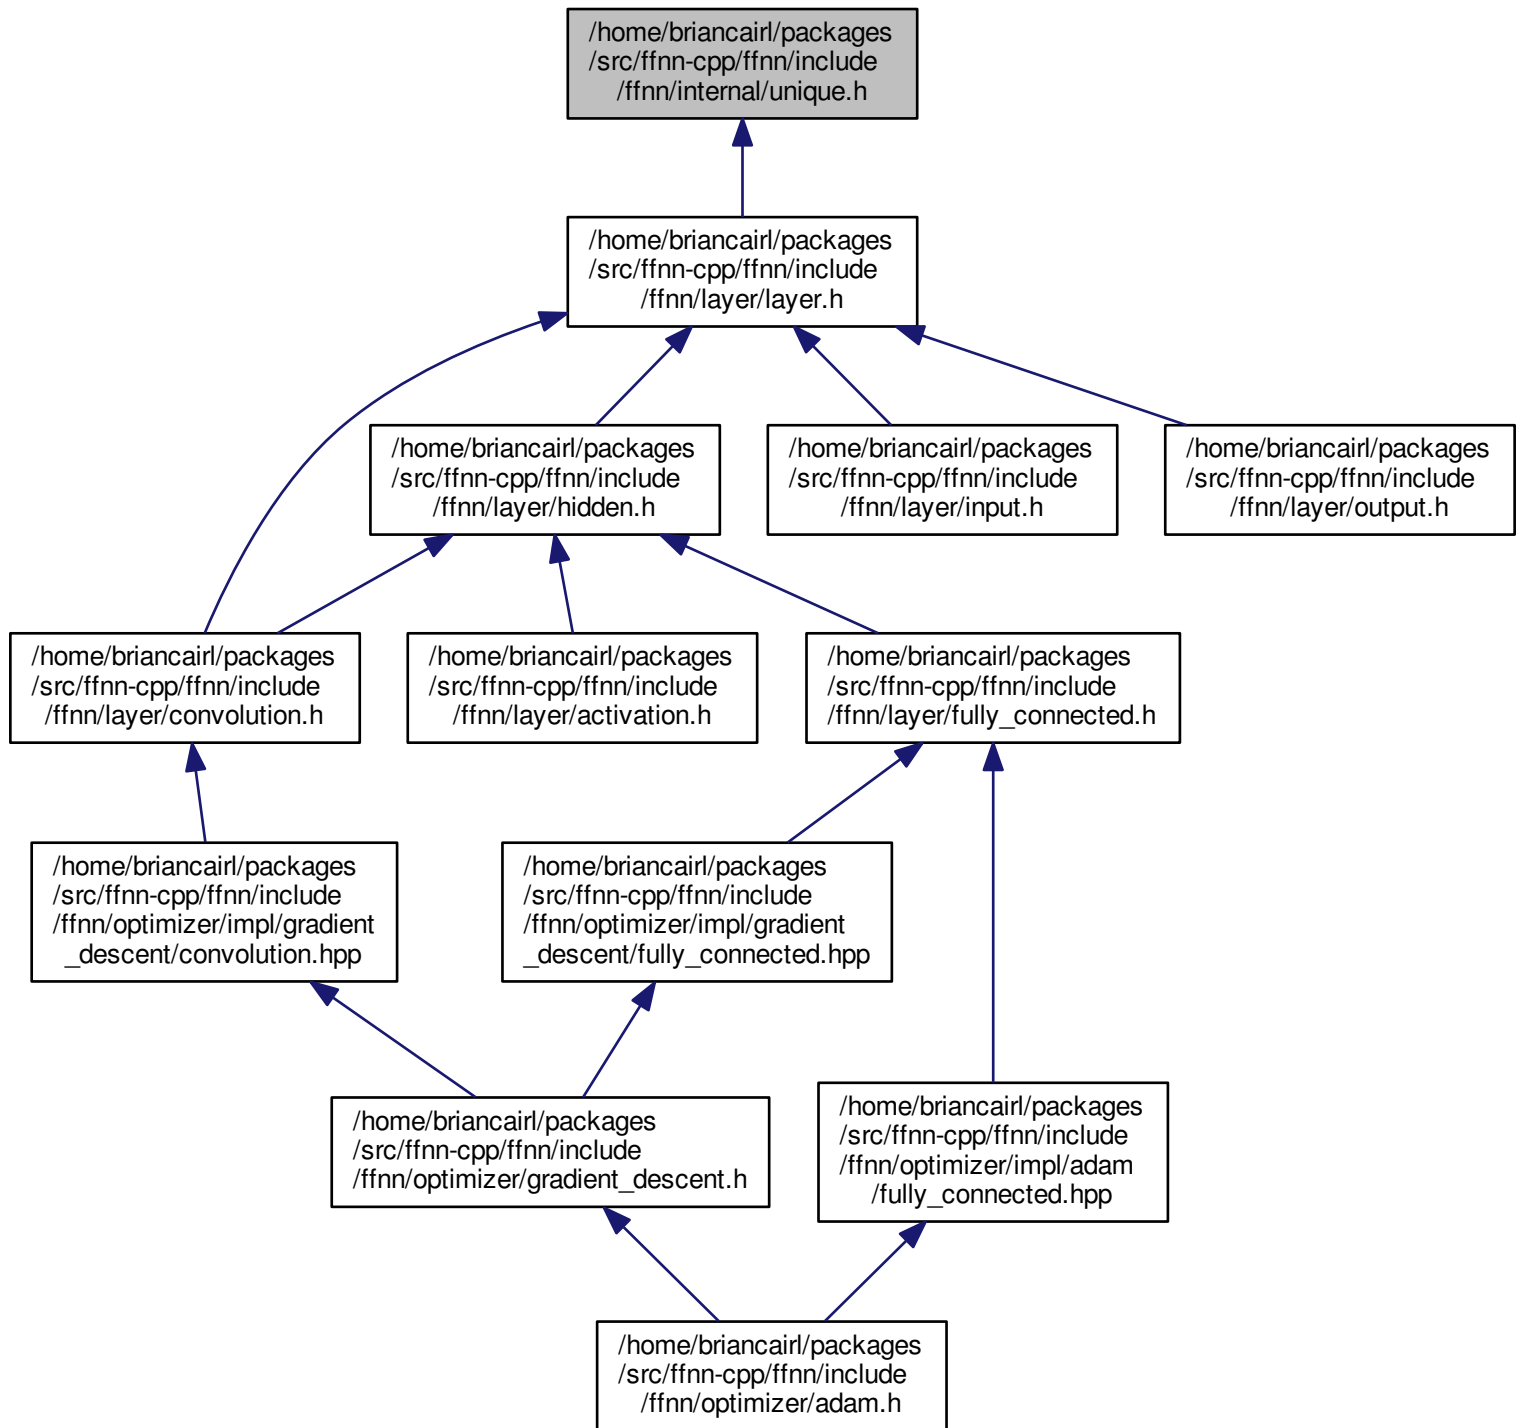 /home/briancairl/packages
/src/ffnn-cpp/ffnn/include
/ffnn/internal/unique.h
/home/briancairl/packages
/src/ffnn-cpp/ffnn/include
/ffnn/layer/layer.h
/home/briancairl/packages
/src/ffnn-cpp/ffnn/include
/ffnn/layer/hidden.h
/home/briancairl/packages
/src/ffnn-cpp/ffnn/include
/ffnn/layer/input.h
/home/briancairl/packages
/src/ffnn-cpp/ffnn/include
/ffnn/layer/output.h
/home/briancairl/packages
/src/ffnn-cpp/ffnn/include
/ffnn/layer/convolution.h
/home/briancairl/packages
/src/ffnn-cpp/ffnn/include
/ffnn/layer/activation.h
/home/briancairl/packages
/src/ffnn-cpp/ffnn/include
/ffnn/layer/fully_connected.h
/home/briancairl/packages
/src/ffnn-cpp/ffnn/include
/ffnn/optimizer/impl/gradient
_descent/convolution.hpp
/home/briancairl/packages
/src/ffnn-cpp/ffnn/include
/ffnn/optimizer/impl/gradient
_descent/fully_connected.hpp
/home/briancairl/packages
/src/ffnn-cpp/ffnn/include
/ffnn/optimizer/gradient_descent.h
/home/briancairl/packages
/src/ffnn-cpp/ffnn/include
/ffnn/optimizer/impl/adam
/fully_connected.hpp
/home/briancairl/packages
/src/ffnn-cpp/ffnn/include
/ffnn/optimizer/adam.h